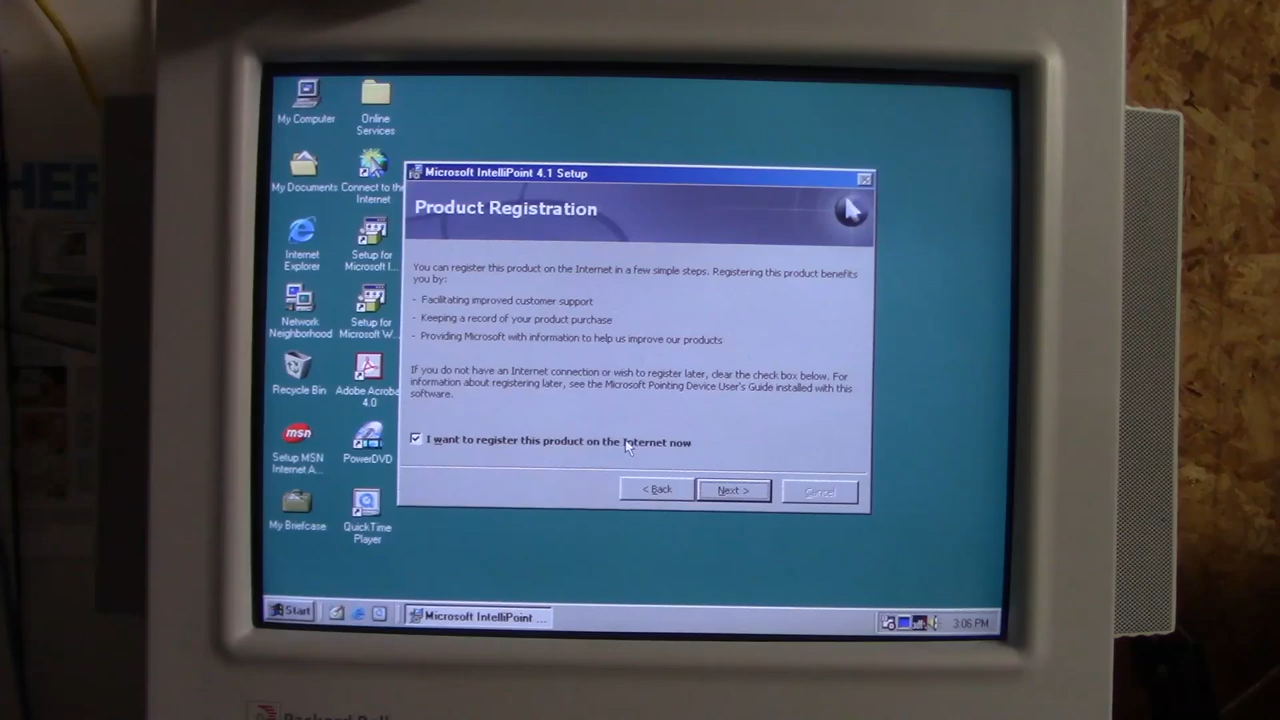 HER
My Computer
Online
Services
My Documents
Connect to the
Internet
Internet
Explorer
Setup for
Microsoft I...
Network
Neighborhood
Setup for
Microsoft W...
Recycle Bin
Adobe Acroba
4.0
msn
Setup MSN
Internet A...
PowerDVD
My Briefcase
QuickTime
Player
Microsoft IntelliPoint 4.1 Setup
Product Registration
You can register this product on the Internet in a few simple steps. Registering this product benefits
you by:
- Facilitating improved customer support
- Keeping a record of your product purchase
- Providing Microsoft with information to help us improve our products
If you do not have an Internet connection or wish to register later, clear the check box below. For
information about registering later, see the Microsoft Pointing Device User's Guide installed with this
software.
I want to register this product on the Internet now
< Back
Next >
Cancel
Start
Microsoft IntelliPoint ...
3:06 PM
Packard Bell